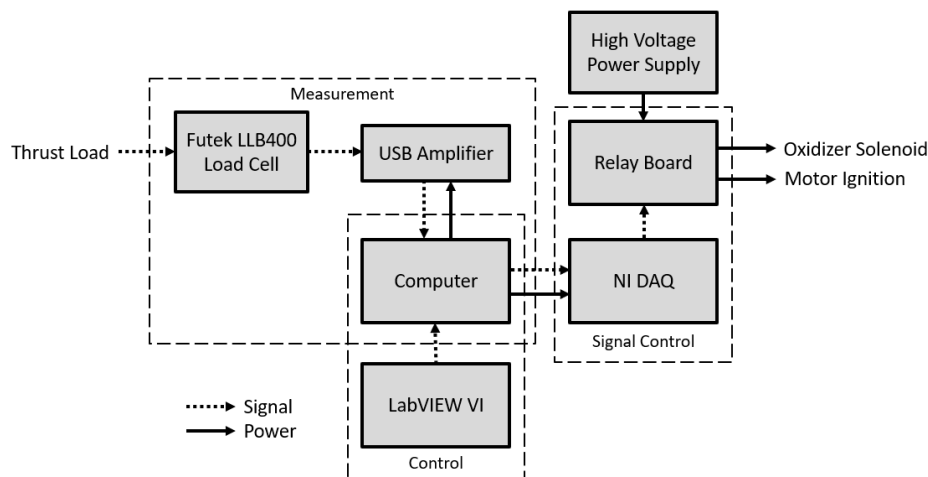 High Voltage
Power Supply
Measurement
Thrust Load
Futek LLB400
Load Cell
USB Amplifier
Relay Board
Oxidizer Solenoid
Motor Ignition
Computer
NI DAQ
Signal Control
LabVIEW VI
Signal
Power
Control